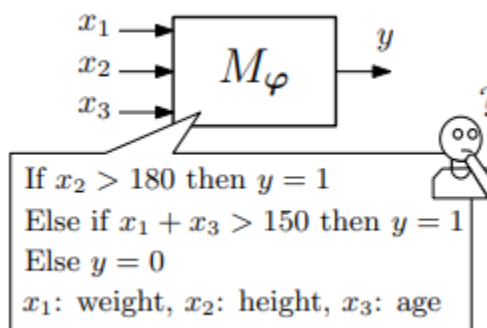 x₁
x₂
x₃
M_φ
y
?
If x₂ > 180 then y = 1
Else if x₁ + x₃ > 150 then y = 1
Else y = 0
x₁: weight, x₂: height, x₃: age